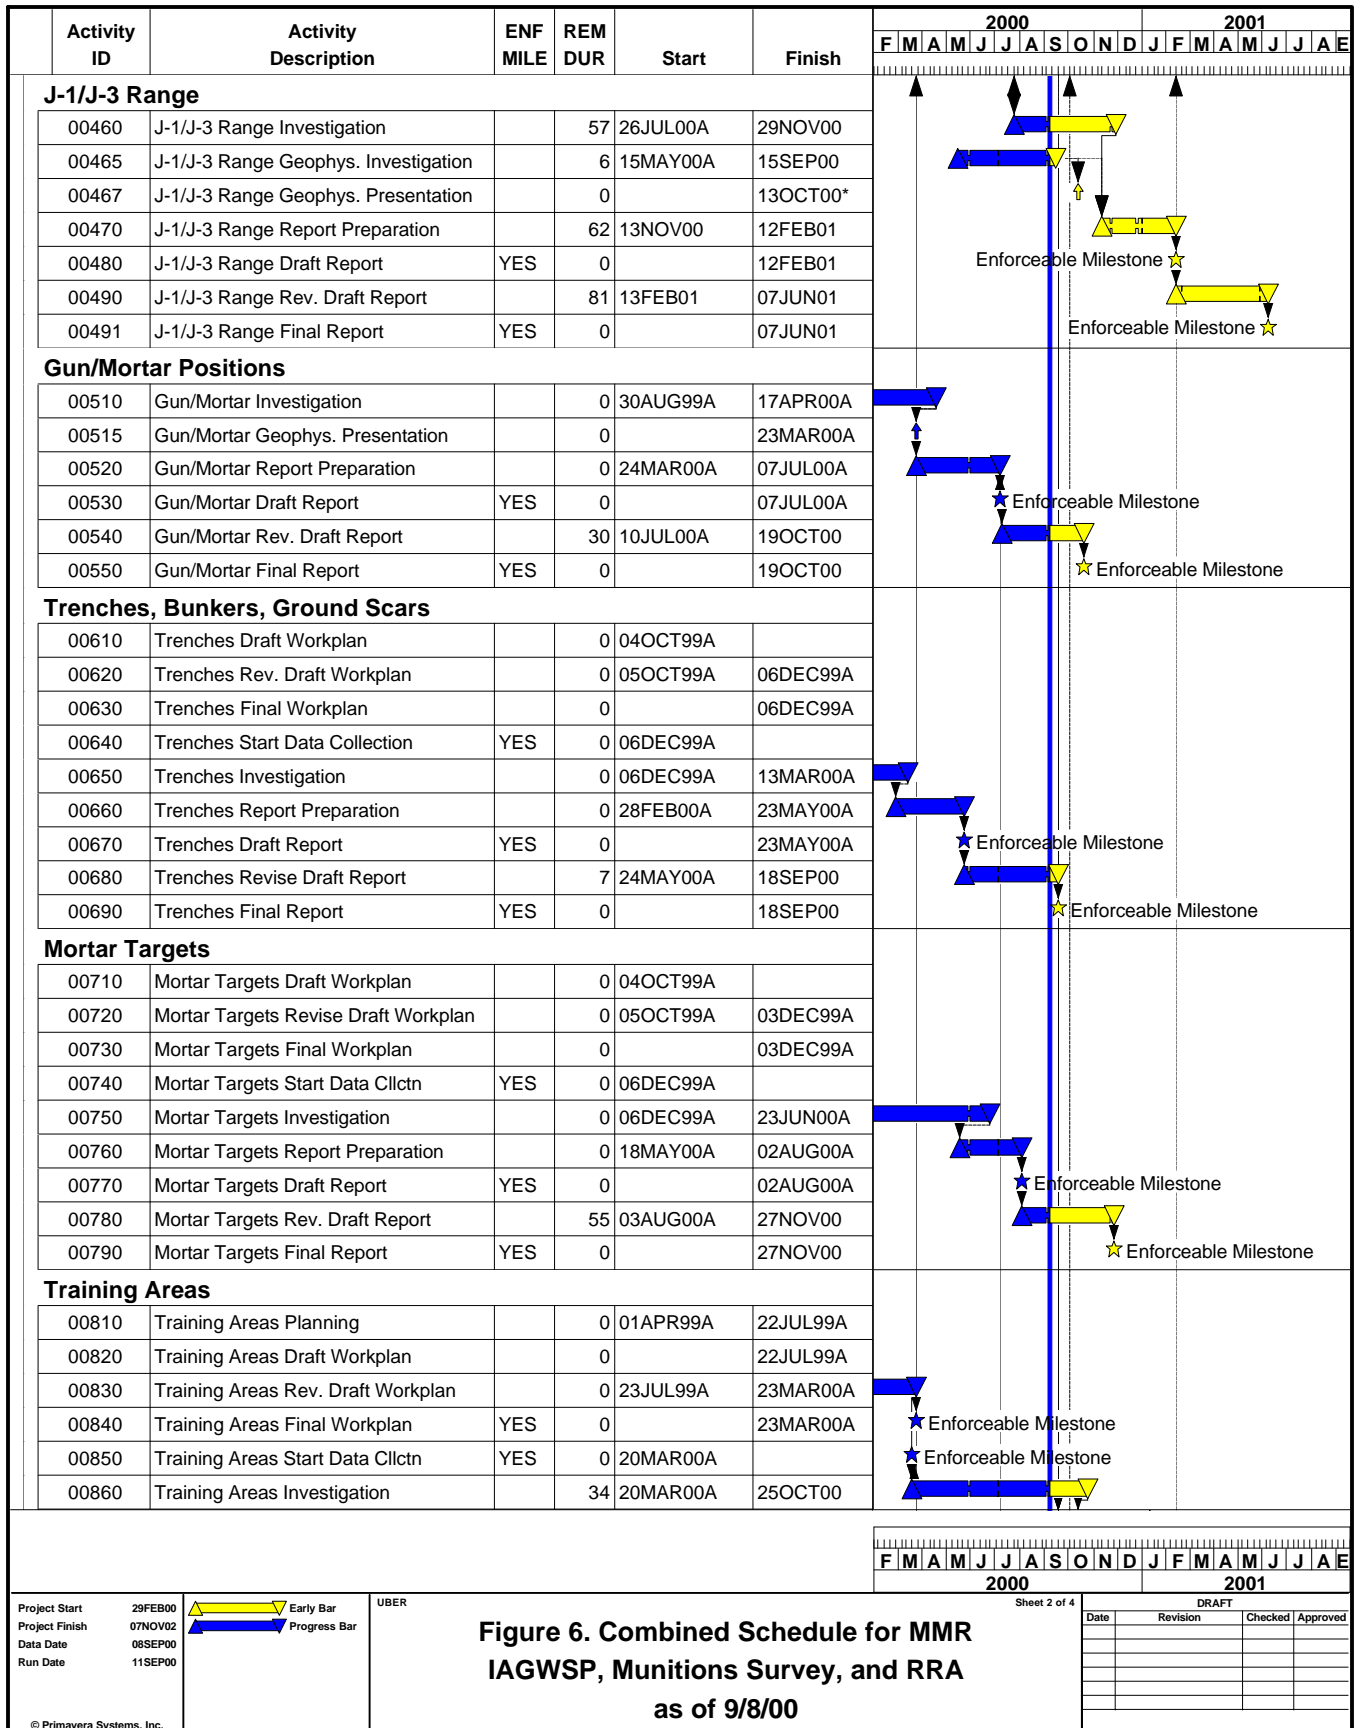 Activity Activity ENF REM 2000 2001
ID Description MILE DUR Start Finish F M A M J J A S O N D J F M A M J J A E
J-1/J-3 Range
00460 J-1/J-3 Range Investigation 57 26JUL00A 29NOV00
00465 J-1/J-3 Range Geophys. Investigation 6 15MAY00A 15SEP00
00467 J-1/J-3 Range Geophys. Presentation 0 13OCT00*
00470 J-1/J-3 Range Report Preparation 62 13NOV00 12FEB01
00480 J-1/J-3 Range Draft Report YES 0 12FEB01 Enforceable Milestone
00490 J-1/J-3 Range Rev. Draft Report 81 13FEB01 07JUN01
00491 J-1/J-3 Range Final Report YES 0 07JUN01 Enforceable Milestone
Gun/Mortar Positions
00510 Gun/Mortar Investigation 0 30AUG99A 17APR00A
00515 Gun/Mortar Geophys. Presentation 0 23MAR00A
00520 Gun/Mortar Report Preparation 0 24MAR00A 07JUL00A
00530 Gun/Mortar Draft Report YES 0 07JUL00A Enforceable Milestone
00540 Gun/Mortar Rev. Draft Report 30 10JUL00A 19OCT00
00550 Gun/Mortar Final Report YES 0 19OCT00 Enforceable Milestone
Trenches, Bunkers, Ground Scars
00610 Trenches Draft Workplan 0 04OCT99A
00620 Trenches Rev. Draft Workplan 0 05OCT99A 06DEC99A
00630 Trenches Final Workplan 0 06DEC99A
00640 Trenches Start Data Collection YES 0 06DEC99A
00650 Trenches Investigation 0 06DEC99A 13MAR00A
00660 Trenches Report Preparation 0 28FEB00A 23MAY00A
00670 Trenches Draft Report YES 0 23MAY00A Enforceable Milestone
00680 Trenches Revise Draft Report 7 24MAY00A 18SEP00
00690 Trenches Final Report YES 0 18SEP00 Enforceable Milestone
Mortar Targets
00710 Mortar Targets Draft Workplan 0 04OCT99A
00720 Mortar Targets Revise Draft Workplan 0 05OCT99A 03DEC99A
00730 Mortar Targets Final Workplan 0 03DEC99A
00740 Mortar Targets Start Data Cllctn YES 0 06DEC99A
00750 Mortar Targets Investigation 0 06DEC99A 23JUN00A
00760 Mortar Targets Report Preparation 0 18MAY00A 02AUG00A
00770 Mortar Targets Draft Report YES 0 02AUG00A Enforceable Milestone
00780 Mortar Targets Rev. Draft Report 55 03AUG00A 27NOV00
00790 Mortar Targets Final Report YES 0 27NOV00 Enforceable Milestone
Training Areas
00810 Training Areas Planning 0 01APR99A 22JUL99A
00820 Training Areas Draft Workplan 0 22JUL99A
00830 Training Areas Rev. Draft Workplan 0 23JUL99A 23MAR00A
00840 Training Areas Final Workplan YES 0 23MAR00A Enforceable Milestone
00850 Training Areas Start Data Cllctn YES 0 20MAR00A Enforceable Milestone
00860 Training Areas Investigation 34 20MAR00A 25OCT00
F M A M J J A S O N D J F M A M J J A E
2000 2001
Project Start 29FEB00
Project Finish 07NOV02
Data Date 08SEP00
Run Date 11SEP00
© Primavera Systems, Inc.
Early Bar
Progress Bar
UBER
Sheet 2 of 4
Figure 6. Combined Schedule for MMR
IAGWSP, Munitions Survey, and RRA
as of 9/8/00
DRAFT
Date Revision Checked Approved